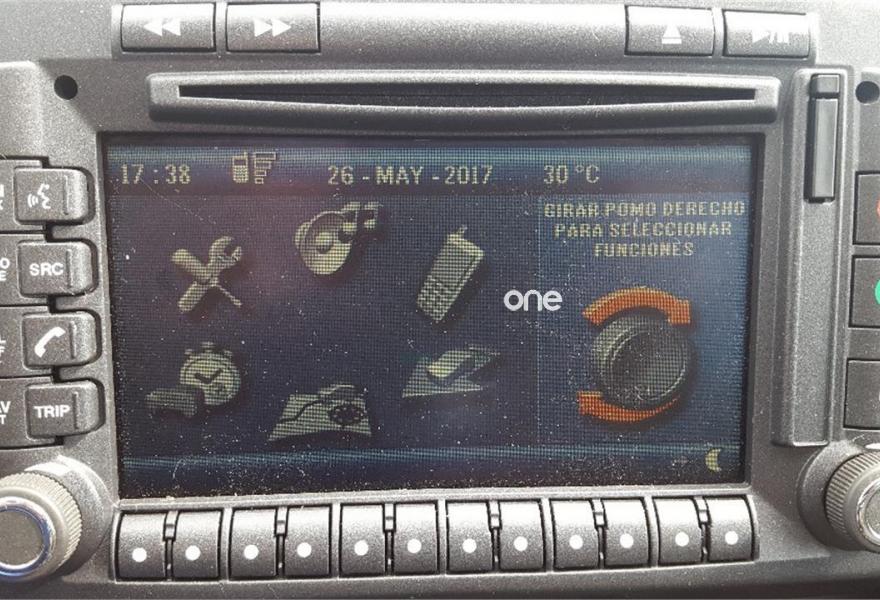 17:38
26-MAY-2017
30 °C
GIRAR POMO DERECHO
PARA SELECCIONAR
FUNCIONES
one
SRC
TRIP